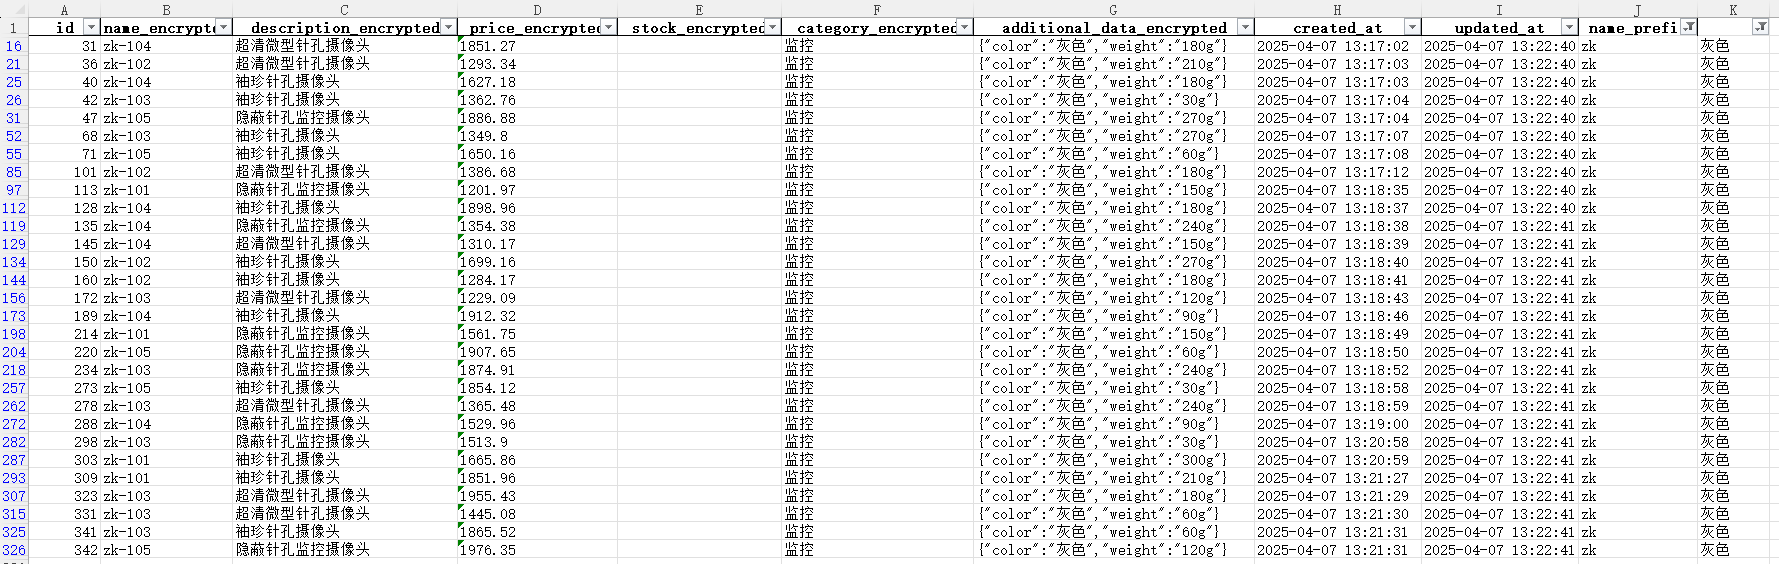 A B C D E F G H I J K
1 id name_encrypte description_encrypted price_encrypted stock_encrypted category_encrypted additional_data_encrypted created_at updated_at name_prefi
16 31 zk-104 超清微型针孔摄像头 1851.27 监控 {"color":"灰色","weight":"180g"} 2025-04-07 13:17:02 2025-04-07 13:22:40 zk 灰色
21 36 zk-102 超清微型针孔摄像头 1293.34 监控 {"color":"灰色","weight":"210g"} 2025-04-07 13:17:03 2025-04-07 13:22:40 zk 灰色
25 40 zk-104 袖珍针孔摄像头 1627.18 监控 {"color":"灰色","weight":"180g"} 2025-04-07 13:17:03 2025-04-07 13:22:40 zk 灰色
26 42 zk-103 袖珍针孔摄像头 1362.76 监控 {"color":"灰色","weight":"30g"} 2025-04-07 13:17:04 2025-04-07 13:22:40 zk 灰色
31 47 zk-105 隐蔽针孔监控摄像头 1886.88 监控 {"color":"灰色","weight":"270g"} 2025-04-07 13:17:04 2025-04-07 13:22:40 zk 灰色
52 68 zk-103 袖珍针孔摄像头 1349.8 监控 {"color":"灰色","weight":"270g"} 2025-04-07 13:17:07 2025-04-07 13:22:40 zk 灰色
55 71 zk-105 袖珍针孔摄像头 1650.16 监控 {"color":"灰色","weight":"60g"} 2025-04-07 13:17:08 2025-04-07 13:22:40 zk 灰色
85 101 zk-102 超清微型针孔摄像头 1386.68 监控 {"color":"灰色","weight":"180g"} 2025-04-07 13:17:12 2025-04-07 13:22:40 zk 灰色
97 113 zk-101 隐蔽针孔监控摄像头 1201.97 监控 {"color":"灰色","weight":"150g"} 2025-04-07 13:18:35 2025-04-07 13:22:40 zk 灰色
112 128 zk-104 袖珍针孔摄像头 1898.96 监控 {"color":"灰色","weight":"180g"} 2025-04-07 13:18:37 2025-04-07 13:22:40 zk 灰色
119 135 zk-104 隐蔽针孔监控摄像头 1354.38 监控 {"color":"灰色","weight":"240g"} 2025-04-07 13:18:38 2025-04-07 13:22:41 zk 灰色
129 145 zk-104 超清微型针孔摄像头 1310.17 监控 {"color":"灰色","weight":"150g"} 2025-04-07 13:18:39 2025-04-07 13:22:41 zk 灰色
134 150 zk-102 袖珍针孔摄像头 1699.16 监控 {"color":"灰色","weight":"270g"} 2025-04-07 13:18:40 2025-04-07 13:22:41 zk 灰色
144 160 zk-102 袖珍针孔摄像头 1284.17 监控 {"color":"灰色","weight":"180g"} 2025-04-07 13:18:41 2025-04-07 13:22:41 zk 灰色
156 172 zk-103 超清微型针孔摄像头 1229.09 监控 {"color":"灰色","weight":"120g"} 2025-04-07 13:18:43 2025-04-07 13:22:41 zk 灰色
173 189 zk-104 袖珍针孔摄像头 1912.32 监控 {"color":"灰色","weight":"90g"} 2025-04-07 13:18:46 2025-04-07 13:22:41 zk 灰色
198 214 zk-101 隐蔽针孔监控摄像头 1561.75 监控 {"color":"灰色","weight":"150g"} 2025-04-07 13:18:49 2025-04-07 13:22:41 zk 灰色
204 220 zk-105 隐蔽针孔监控摄像头 1907.65 监控 {"color":"灰色","weight":"60g"} 2025-04-07 13:18:50 2025-04-07 13:22:41 zk 灰色
218 234 zk-103 隐蔽针孔监控摄像头 1874.91 监控 {"color":"灰色","weight":"240g"} 2025-04-07 13:18:52 2025-04-07 13:22:41 zk 灰色
257 273 zk-105 袖珍针孔摄像头 1854.12 监控 {"color":"灰色","weight":"30g"} 2025-04-07 13:18:58 2025-04-07 13:22:41 zk 灰色
262 278 zk-103 超清微型针孔摄像头 1365.48 监控 {"color":"灰色","weight":"240g"} 2025-04-07 13:18:59 2025-04-07 13:22:41 zk 灰色
272 288 zk-104 隐蔽针孔监控摄像头 1529.96 监控 {"color":"灰色","weight":"90g"} 2025-04-07 13:19:00 2025-04-07 13:22:41 zk 灰色
282 298 zk-103 隐蔽针孔监控摄像头 1513.9 监控 {"color":"灰色","weight":"30g"} 2025-04-07 13:20:58 2025-04-07 13:22:41 zk 灰色
287 303 zk-101 袖珍针孔摄像头 1665.86 监控 {"color":"灰色","weight":"300g"} 2025-04-07 13:20:59 2025-04-07 13:22:41 zk 灰色
293 309 zk-101 袖珍针孔摄像头 1851.96 监控 {"color":"灰色","weight":"210g"} 2025-04-07 13:21:27 2025-04-07 13:22:41 zk 灰色
307 323 zk-103 超清微型针孔摄像头 1955.43 监控 {"color":"灰色","weight":"180g"} 2025-04-07 13:21:29 2025-04-07 13:22:41 zk 灰色
315 331 zk-103 超清微型针孔摄像头 1445.08 监控 {"color":"灰色","weight":"60g"} 2025-04-07 13:21:30 2025-04-07 13:22:41 zk 灰色
325 341 zk-103 袖珍针孔摄像头 1865.52 监控 {"color":"灰色","weight":"60g"} 2025-04-07 13:21:31 2025-04-07 13:22:41 zk 灰色
326 342 zk-105 隐蔽针孔监控摄像头 1976.35 监控 {"color":"灰色","weight":"120g"} 2025-04-07 13:21:31 2025-04-07 13:22:41 zk 灰色